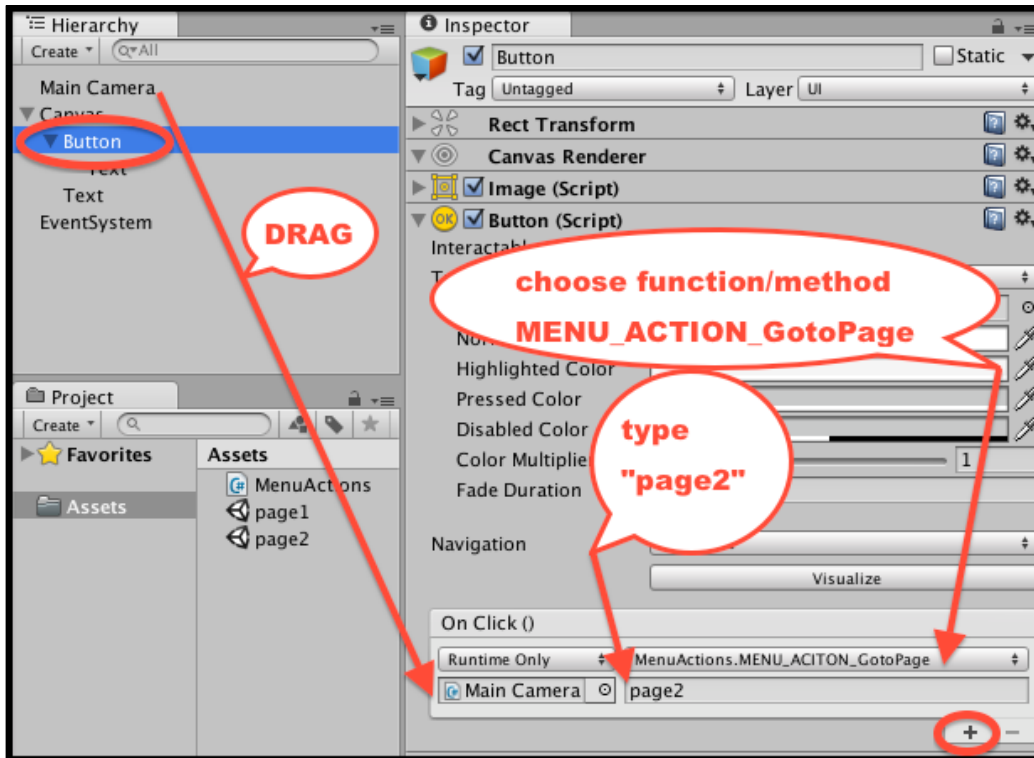 Hierarchy
Create
All
Main Camera
Canvas
Button
Text
Text
EventSystem
DRAG
Project
Create
Favorites
Assets
Assets
MenuActions
page1
page2
Inspector
Button
Static
Tag Untagged
Layer UI
Rect Transform
Canvas Renderer
Image (Script)
OK Button (Script)
choose function/method
MENU_ACTION_GotoPage
Highlighted Color
Pressed Color
Disabled Color
type
"page2"
1
Fade Duration
Navigation
Visualize
On Click ()
Runtime Only
MenuActions.MENU_ACITON_GotoPage
Main Camera
page2